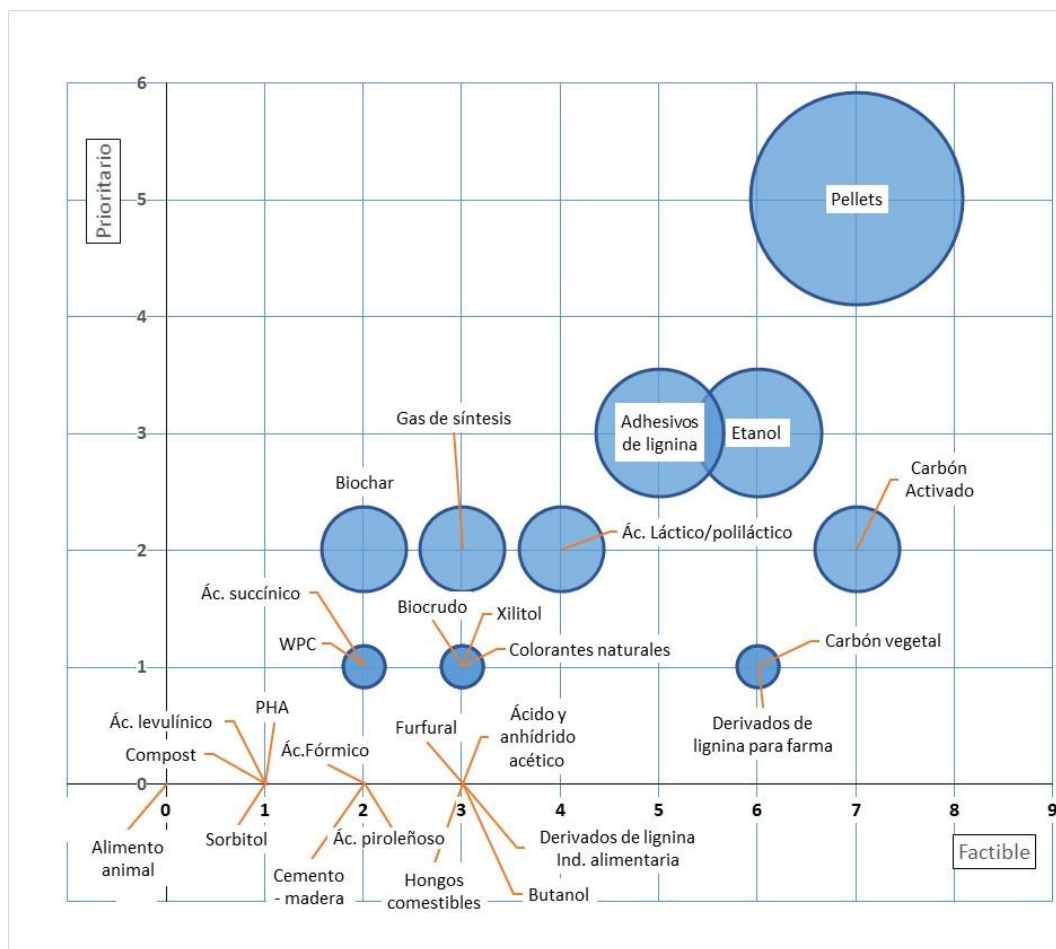 6
Prioritario
5
Pellets
4
Gas de síntesis
3
Adhesivos
de lignina
Etanol
Carbón
Activado
Biochar
2
Ác. Láctico/poliláctico
Ác. succínico
Biocrudo
Xilitol
WPC
Colorantes naturales
Carbón vegetal
1
PHA
Ác. levulínico
Compost
Ác.Fórmico
Furfural
Ácido y
anhídrido
acético
Derivados de
lignina para farma
0
0
1
2
3
4
5
6
7
8
9
Alimento
animal
Sorbitol
Ác. piroleñoso
Cemento
- madera
Hongos
comestibles
Derivados de lignina
Ind. alimentaria
Butanol
Factible